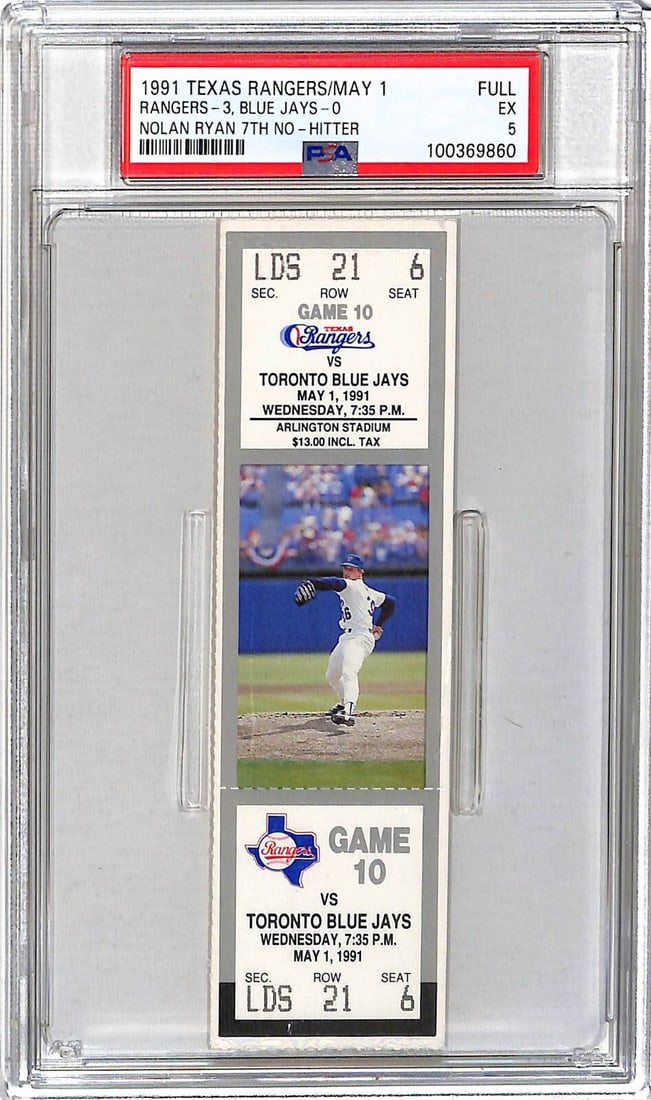 1991 TEXAS RANGERS/MAY 1 FULL
RANGERS-3, BLUE JAYS-0 EX
NOLAN RYAN 7TH NO-HITTER 5
PSA 100369860
LDS 21 6
SEC. ROW SEAT
GAME 10
TEXAS
Rangers
VS
TORONTO BLUE JAYS
MAY 1, 1991
WEDNESDAY, 7:35 P.M.
ARLINGTON STADIUM
$13.00 INCL. TAX
Rangers
GAME
10
VS
TORONTO BLUE JAYS
WEDNESDAY, 7:35 P.M.
MAY 1, 1991
SEC. ROW SEAT
LDS 21 6